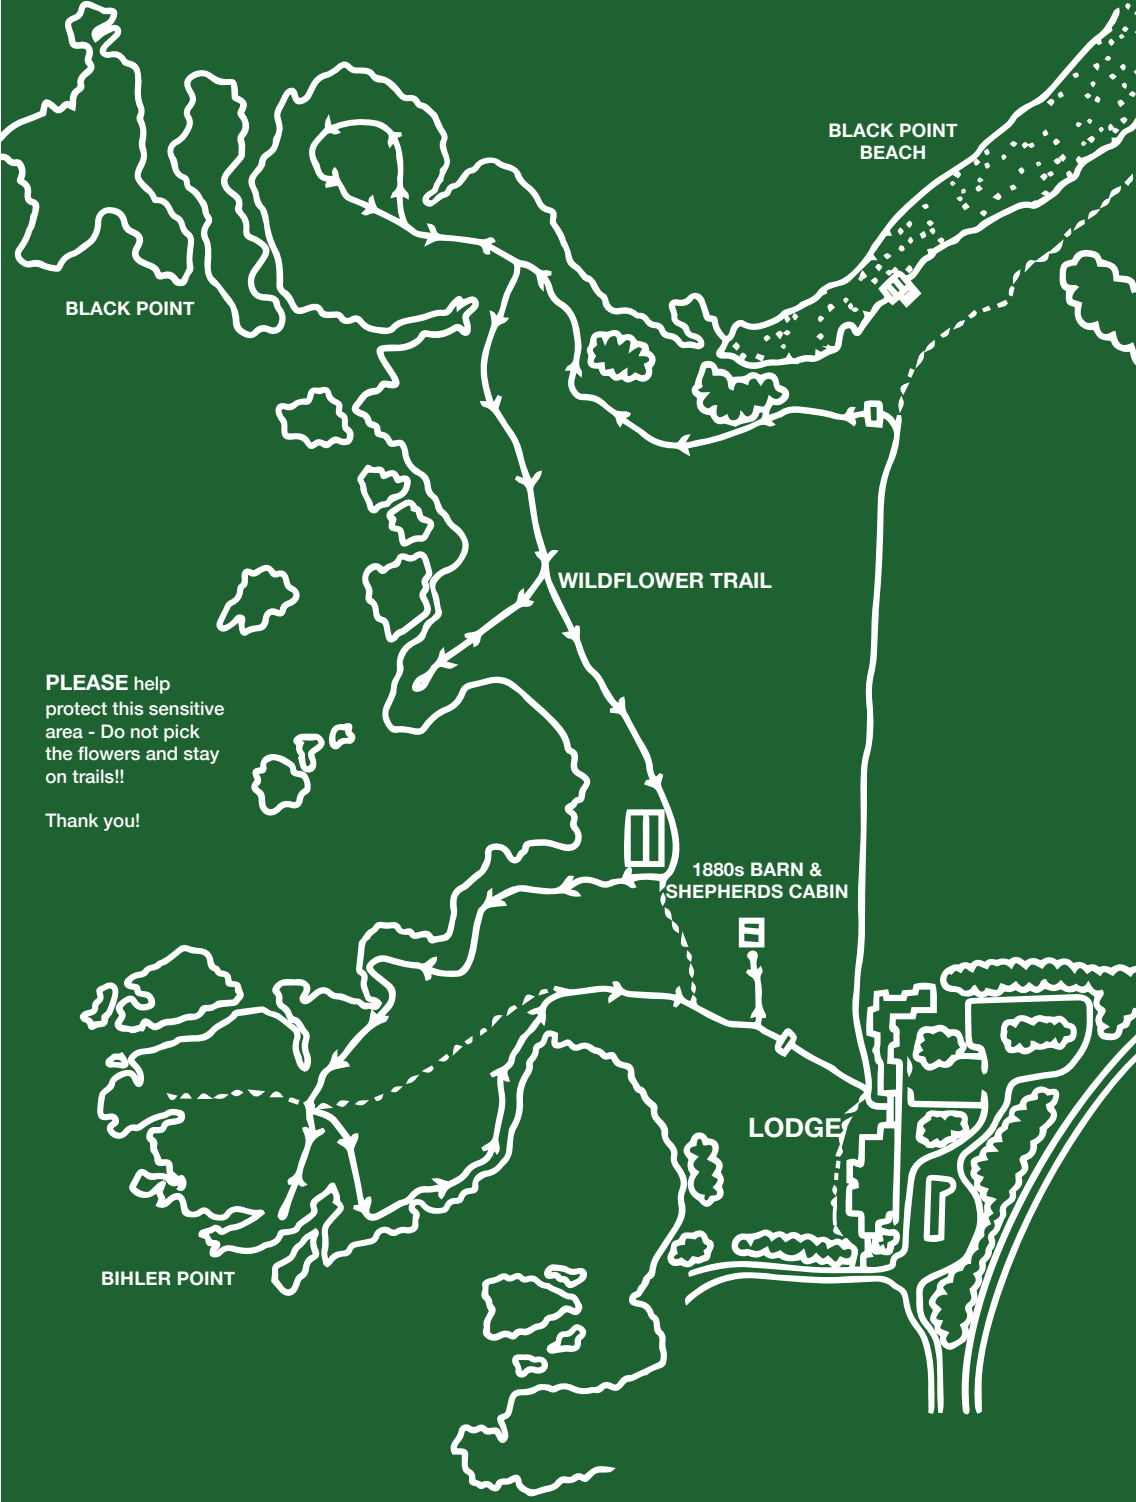 BLACK POINT
BEACH
BLACK POINT
WILDFLOWER TRAIL
PLEASE help
protect this sensitive
area - Do not pick
the flowers and stay
on trails!!
Thank you!
1880s BARN &
SHEPHERDS CABIN
LODGE
BIHLER POINT